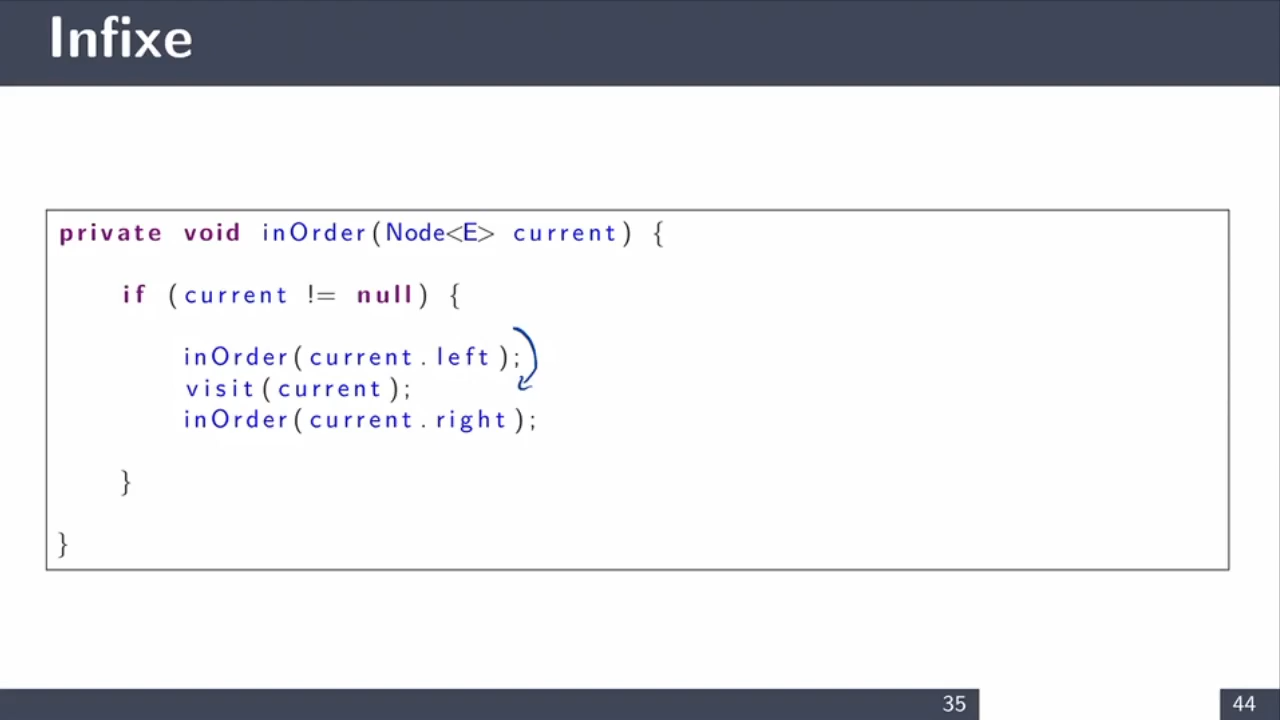 Infixe
private void inOrder(Node<E> current) {
if (current != null) {
inOrder(current.left);
visit(current);
inOrder(current.right);
}
}
35
44